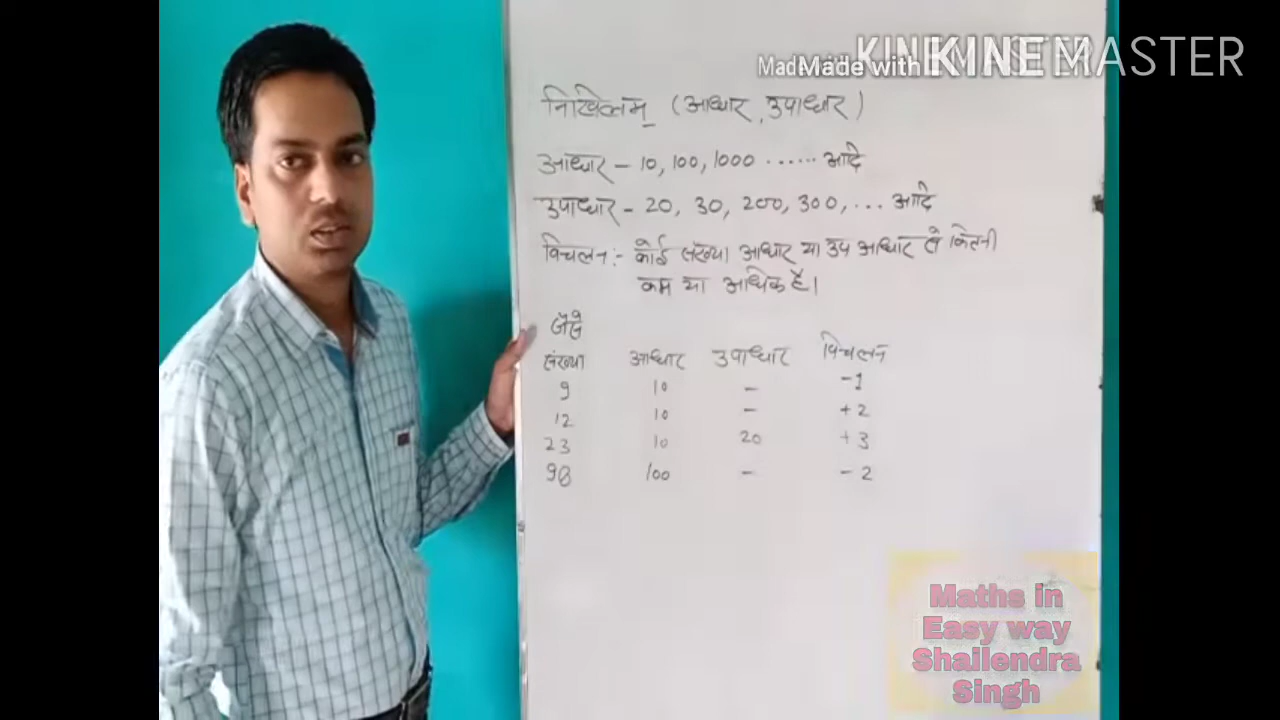 Made with KINEMASTER
निखिलम् (आधार, उपाधार)
आधार - 10, 100, 1000 ...... आदि
उपाधार - 20, 30, 200, 300, ... आदि
विचलन :- कोई संख्या आधार या उप आधार से कितनी
कम या अधिक है।
जैसे
संख्या आधार उपाधार विचलन
9 10 - -1
12 10 - +2
23 10 20 +3
98 100 - -2
Maths in
Easy way
Shailendra
Singh